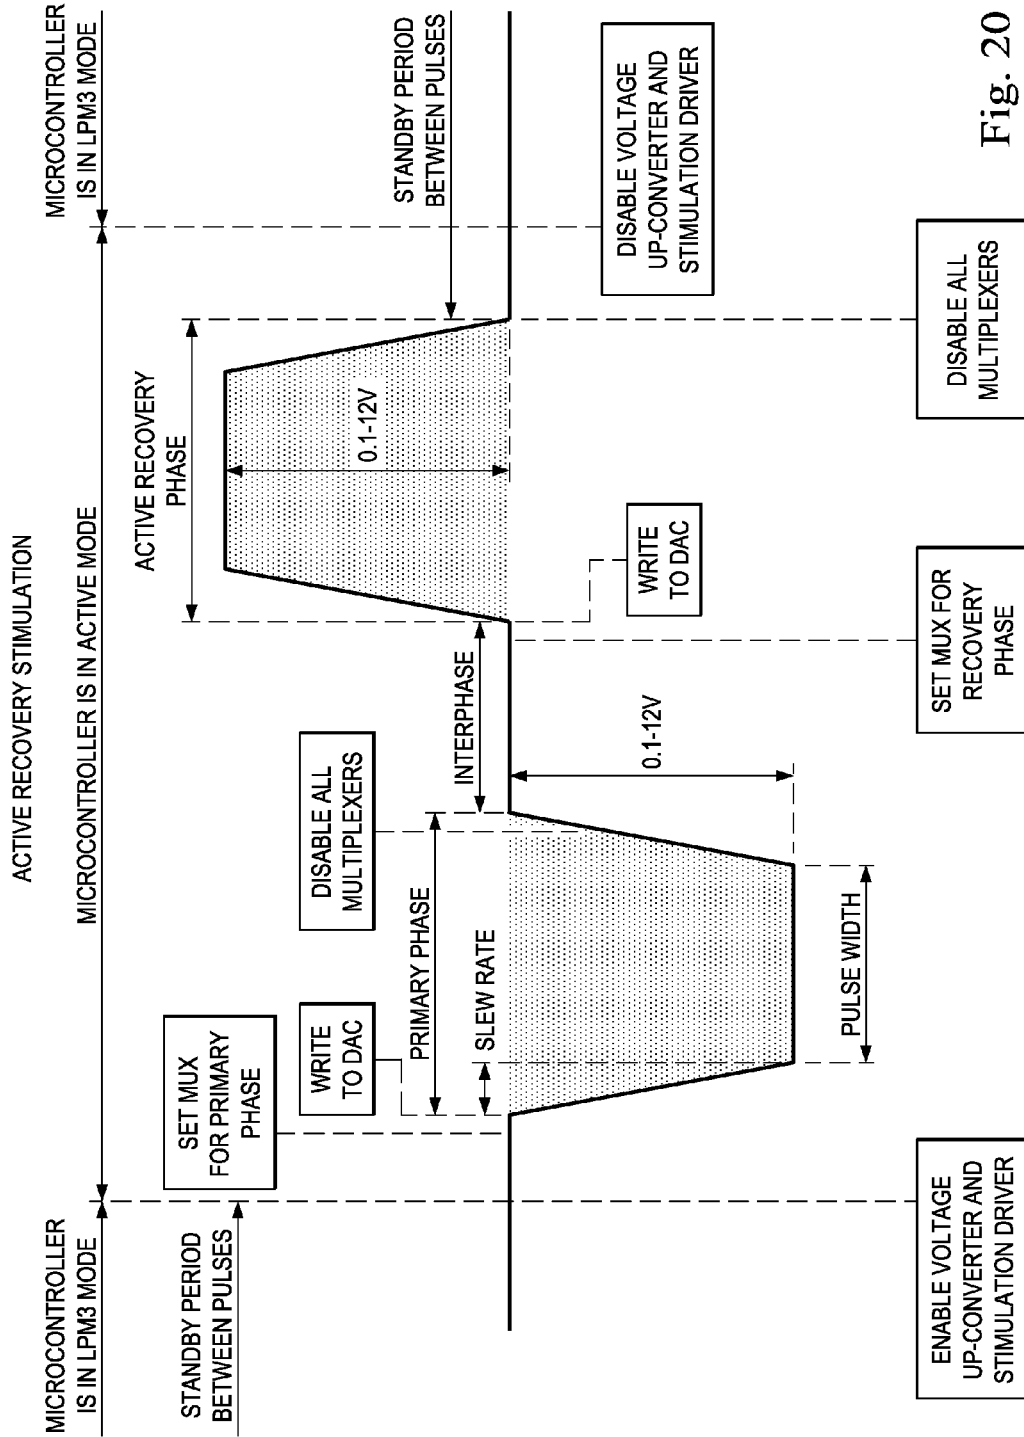 ACTIVE RECOVERY STIMULATION
MICROCONTROLLER
IS IN LPM3 MODE
MICROCONTROLLER IS IN ACTIVE MODE
MICROCONTROLLER
IS IN LPM3 MODE
STANDBY PERIOD
BETWEEN PULSES
SET MUX
FOR PRIMARY
PHASE
WRITE
TO DAC
DISABLE ALL
MULTIPLEXERS
PRIMARY PHASE
SLEW RATE
INTERPHASE
ACTIVE RECOVERY
PHASE
0.1-12V
STANDBY PERIOD
BETWEEN PULSES
0.1-12V
PULSE WIDTH
WRITE
TO DAC
DISABLE VOLTAGE
UP-CONVERTER AND
STIMULATION DRIVER
ENABLE VOLTAGE
UP-CONVERTER AND
STIMULATION DRIVER
SET MUX FOR
RECOVERY
PHASE
DISABLE ALL
MULTIPLEXERS
Fig. 20